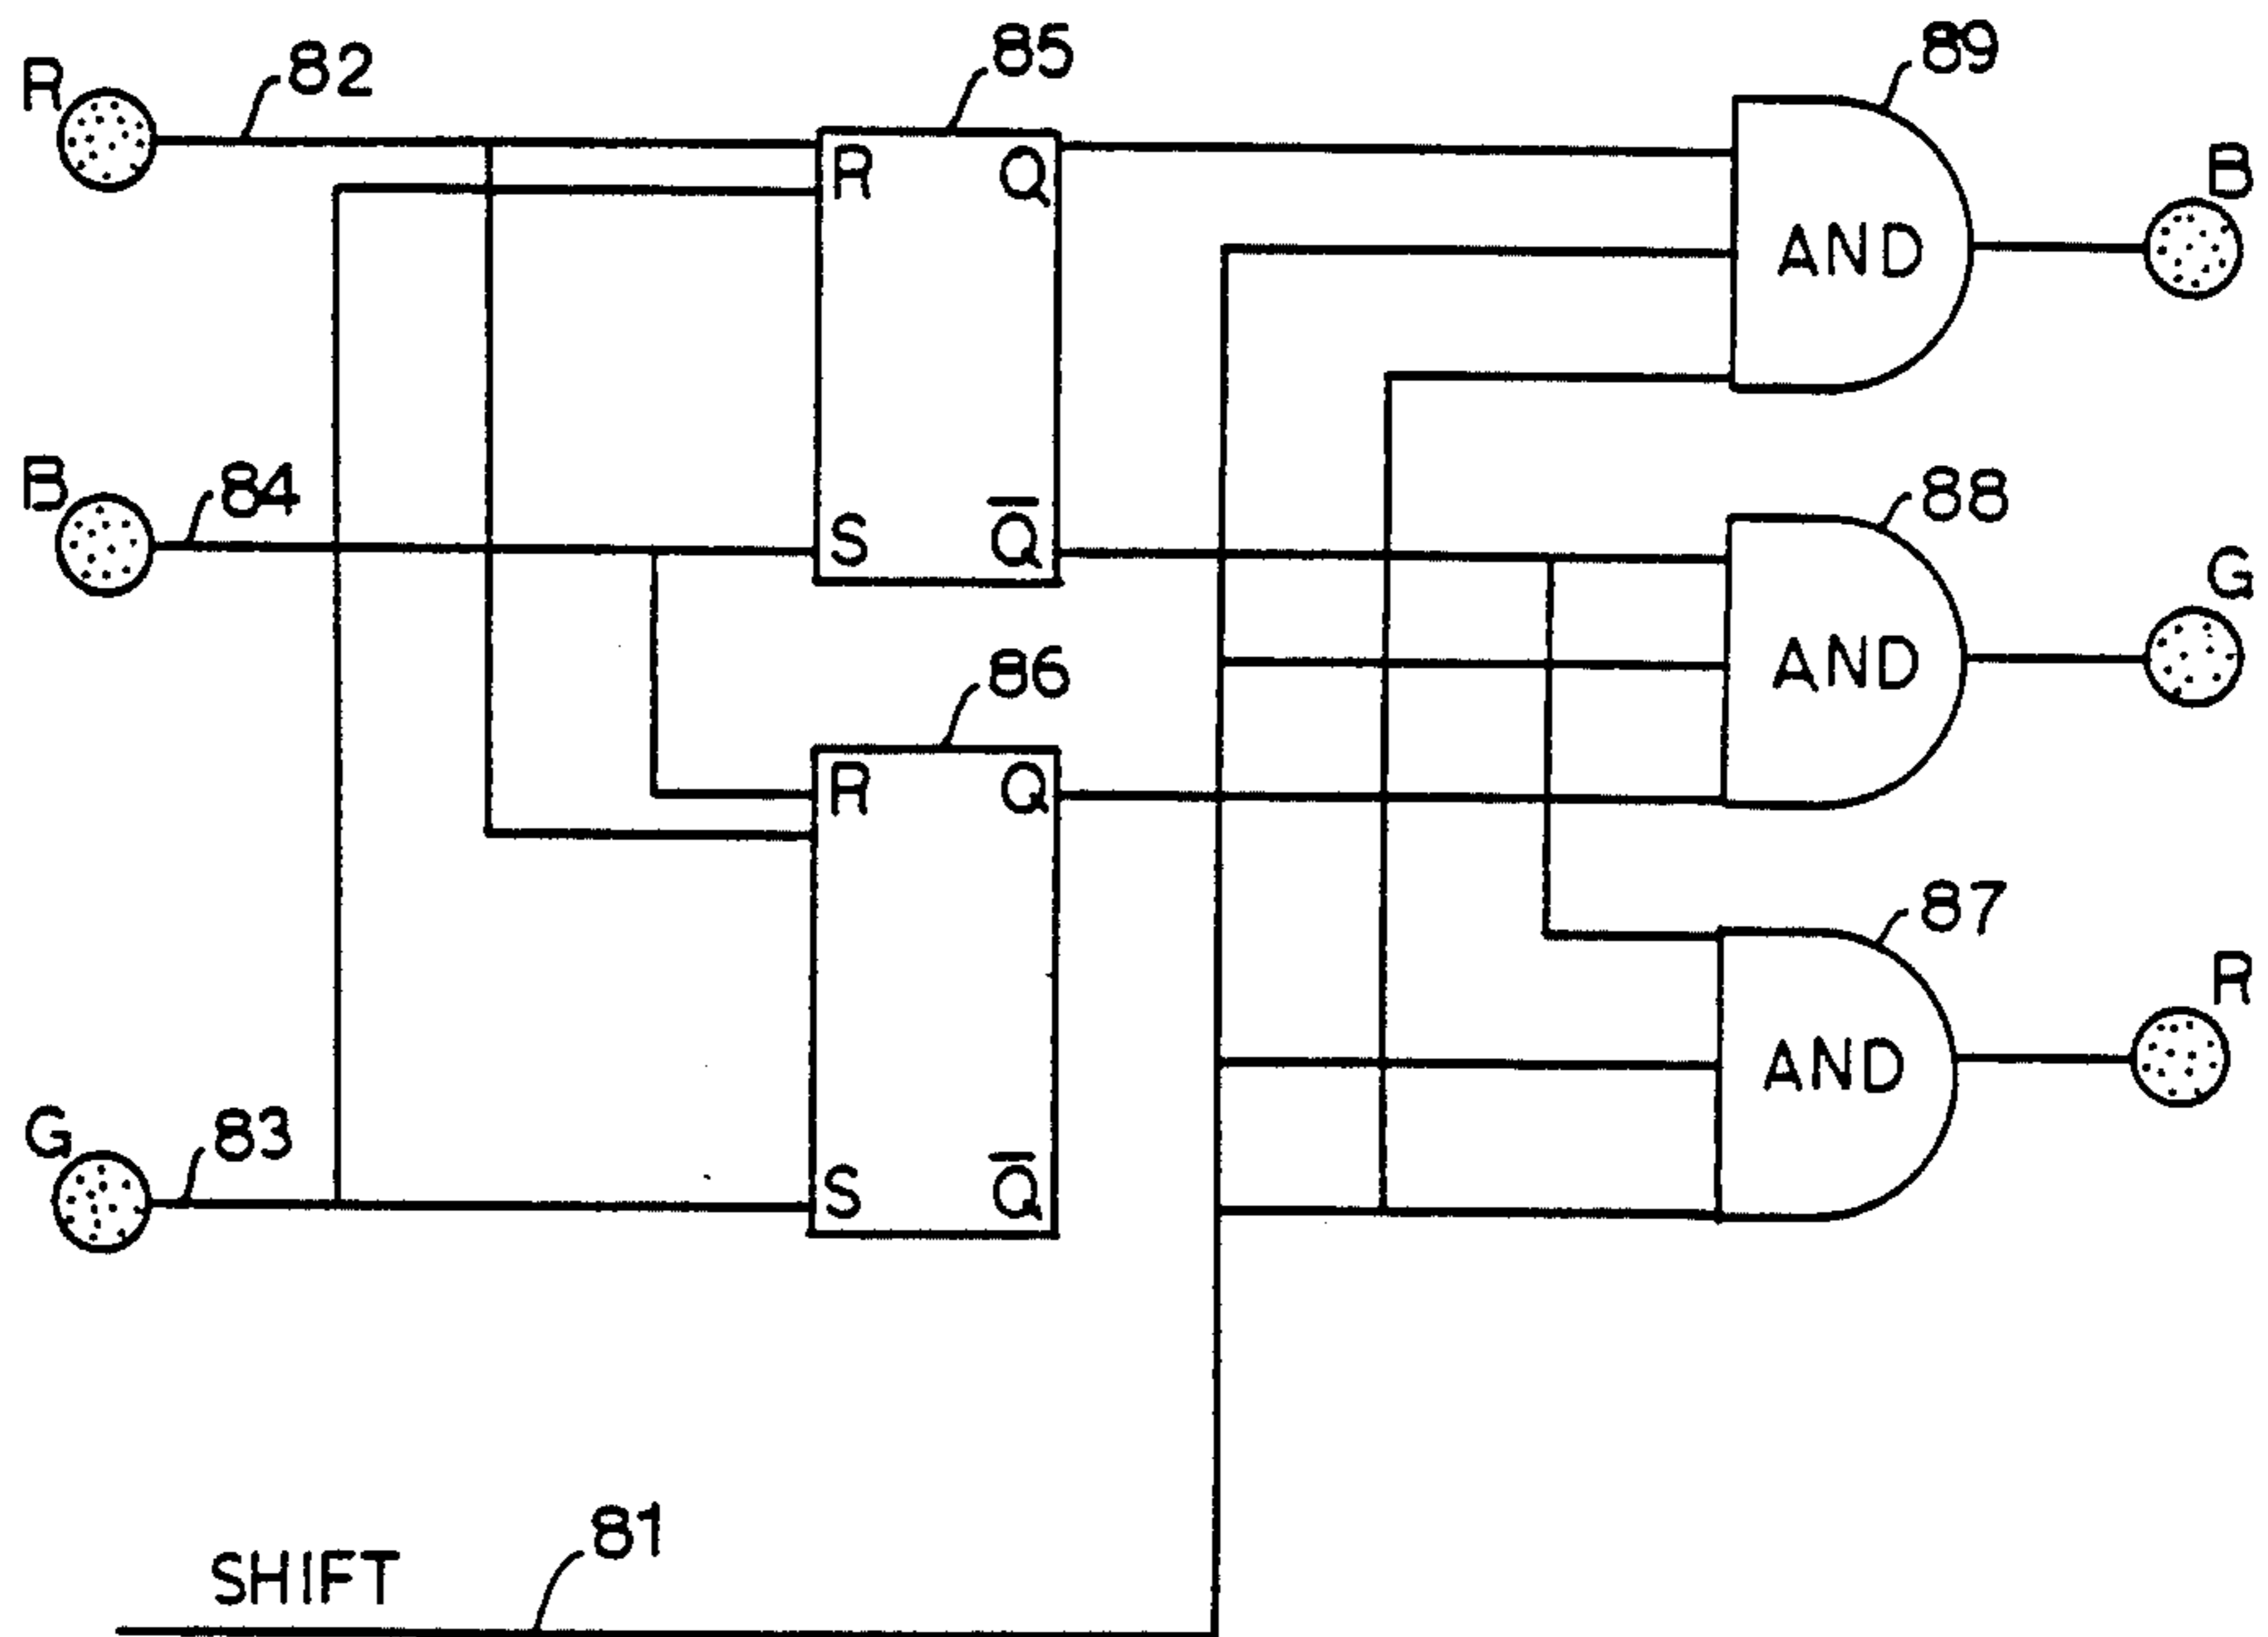 R 82 85 89
R Q B
AND
B 84 88
S Q̅ G
86 AND
R Q
87
R
AND
G 83
S Q̅
81
SHIFT